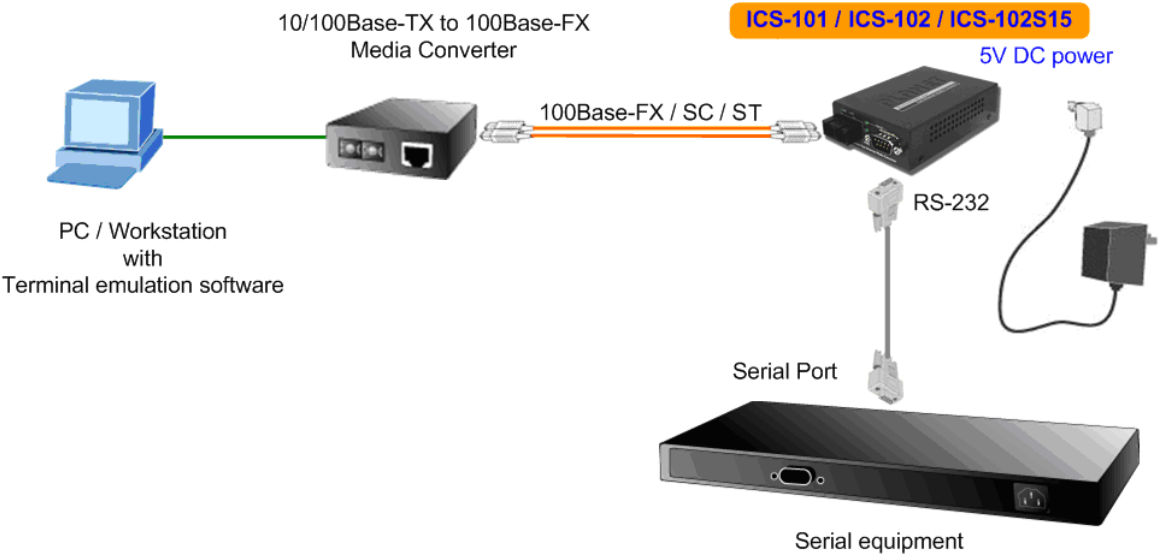 10/100Base-TX to 100Base-FX
Media Converter
ICS-101 / ICS-102 / ICS-102S15
5V DC power
100Base-FX / SC / ST
PLANET
RS-232
PC / Workstation
with
Terminal emulation software
Serial Port
Serial equipment